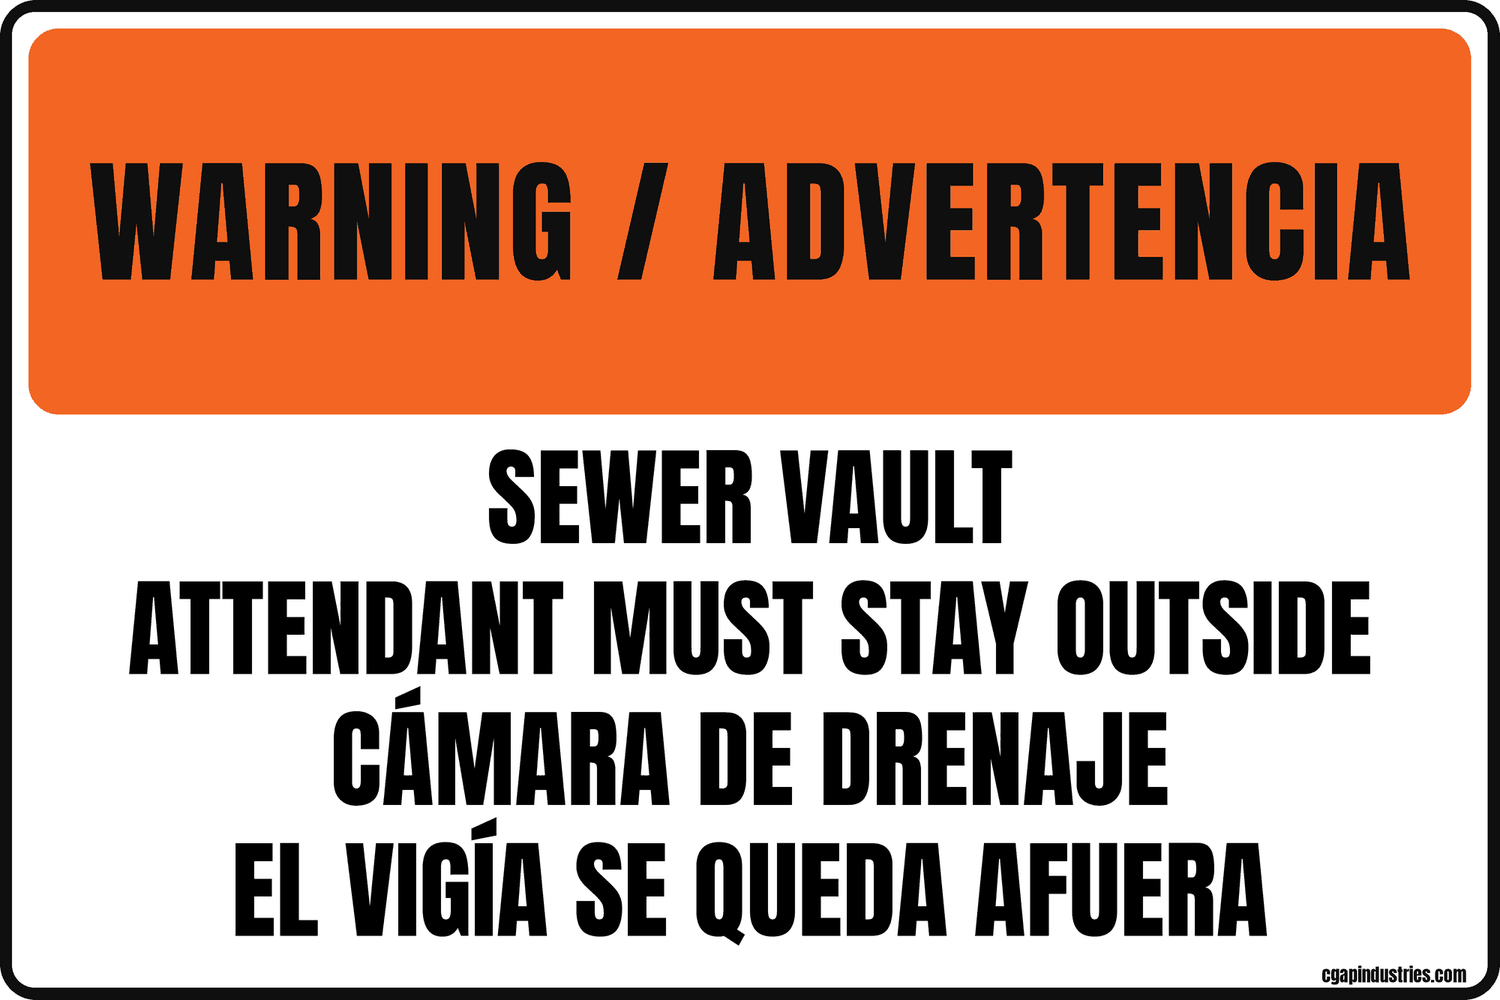 WARNING / ADVERTENCIA
SEWER VAULT
ATTENDANT MUST STAY OUTSIDE
CÁMARA DE DRENAJE
EL VIGÍA SE QUEDA AFUERA
cgapindustries.com